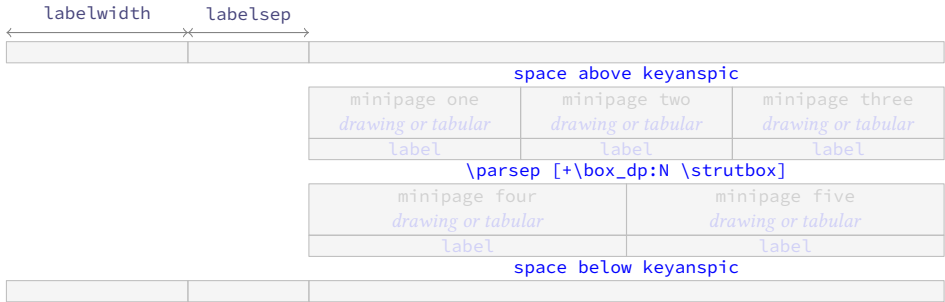 labelwidth labelsep
space above keyanspic
minipage one minipage two minipage three
drawing or tabular drawing or tabular drawing or tabular
label label label
\parsep [+\box_dp:N \strutbox]
minipage four minipage five
drawing or tabular drawing or tabular
label label
space below keyanspic